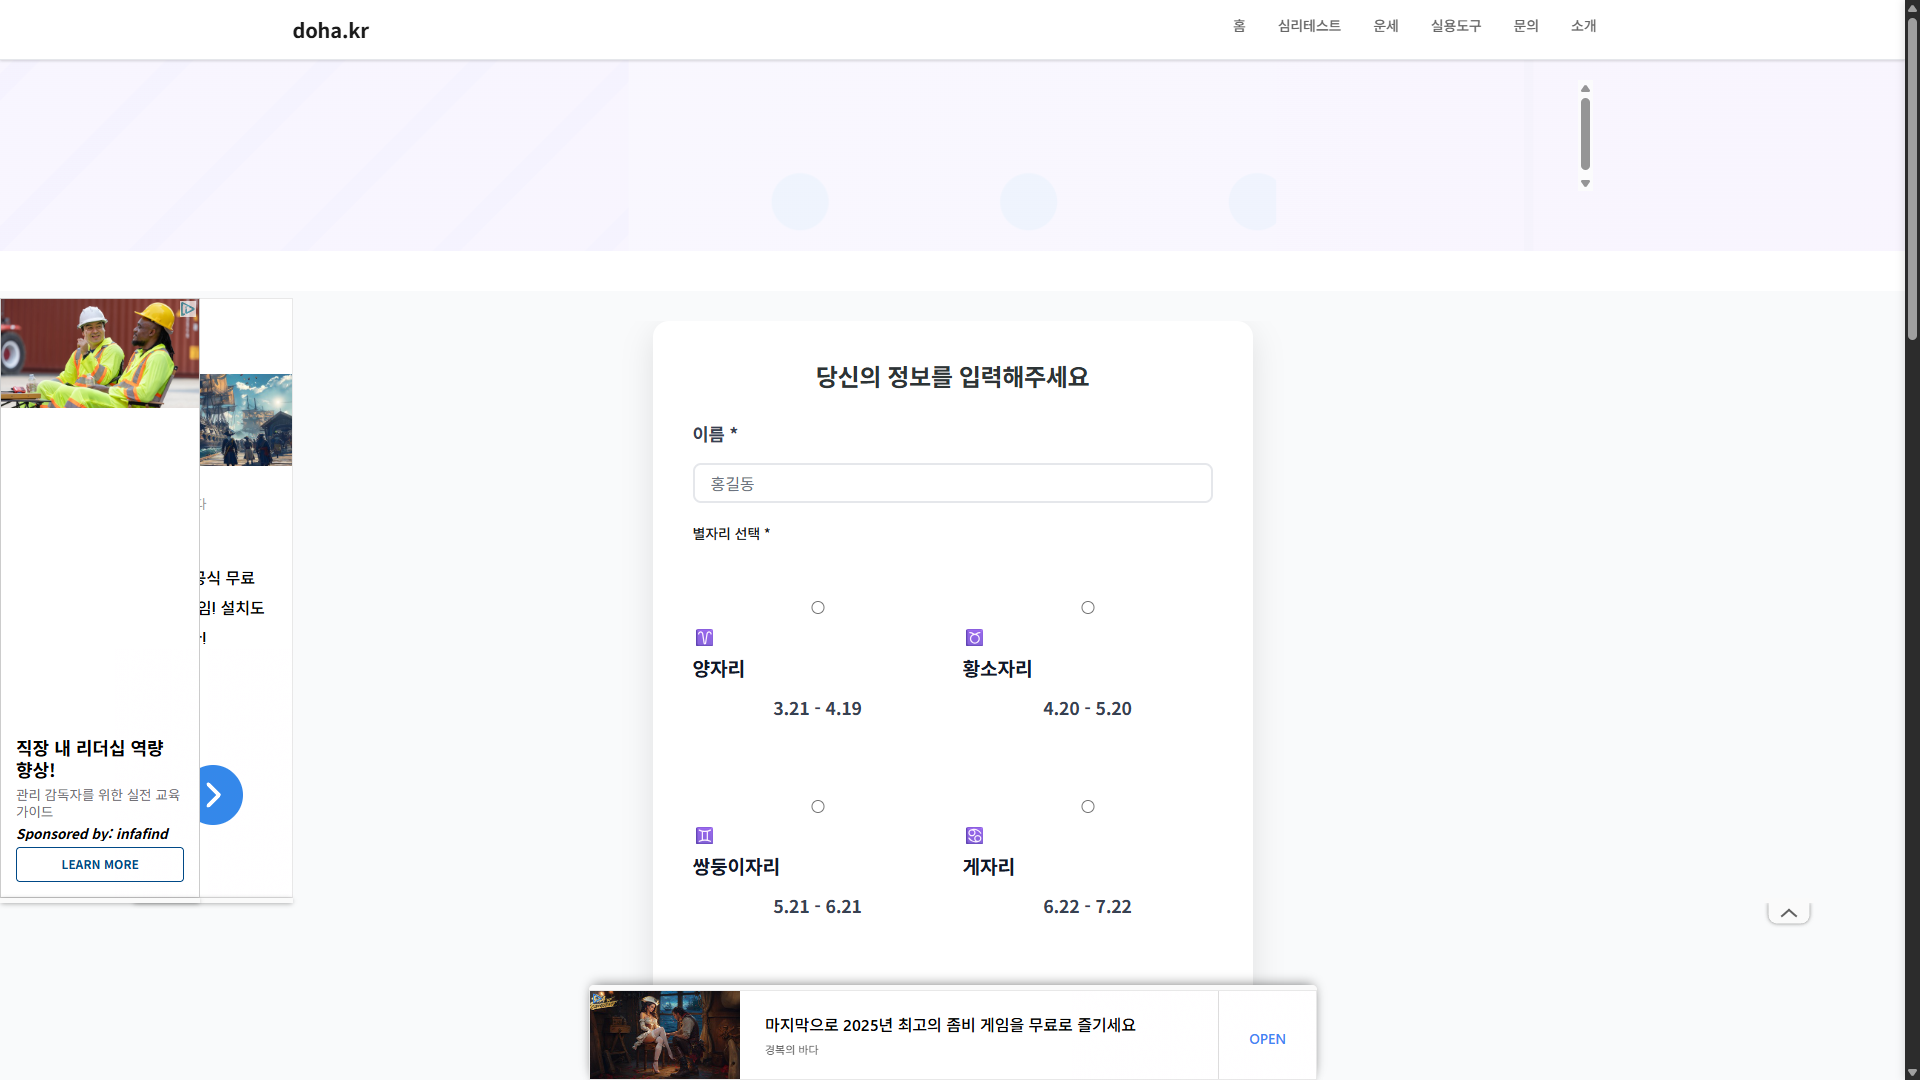 doha.kr
홈
심리테스트
운세
실용도구
문의
소개
당신의 정보를 입력해주세요
이름 *
홍길동
별자리 선택 *
♈
양자리
3.21 - 4.19
♉
황소자리
4.20 - 5.20
♊
쌍둥이자리
5.21 - 6.21
♋
게자리
6.22 - 7.22
식 무료
임! 설치도
직장 내 리더십 역량
향상!
관리 감독자를 위한 실전 교육
가이드
Sponsored by: infafind
LEARN MORE
마지막으로 2025년 최고의 좀비 게임을 무료로 즐기세요
경복의 바다
OPEN